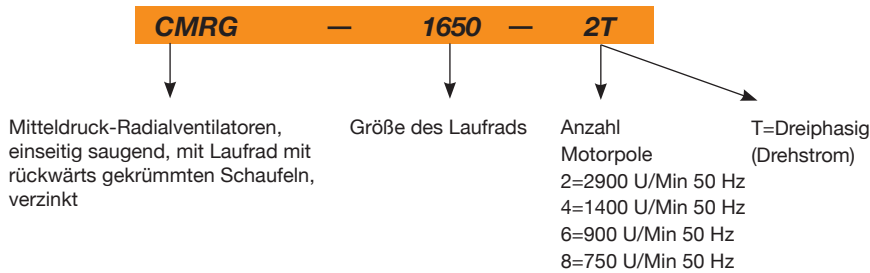 CMRG — 1650 — 2T
Mitteldruck-Radialventilatoren,
einseitig saugend, mit Laufrad mit
rückwärts gekrümmten Schaufeln,
verzinkt
Größe des Laufrads
Anzahl
Motorpole
2=2900 U/Min 50 Hz
4=1400 U/Min 50 Hz
6=900 U/Min 50 Hz
8=750 U/Min 50 Hz
T=Dreiphasig
(Drehstrom)